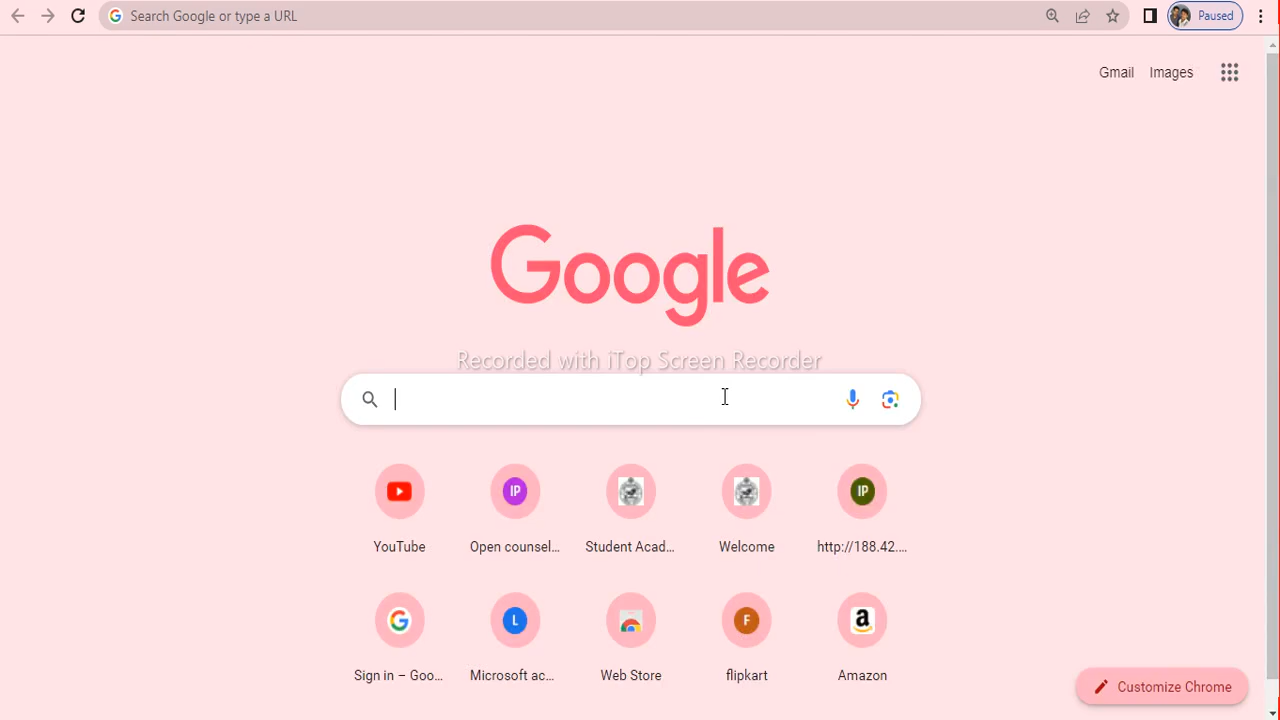 Search Google or type a URL
Paused
Gmail Images
Google
Recorded with iTop Screen Recorder
IP IP
YouTube Open counsel... Student Acad... Welcome http://188.42....
L F a
Sign in – Goo... Microsoft ac... Web Store flipkart Amazon
Customize Chrome